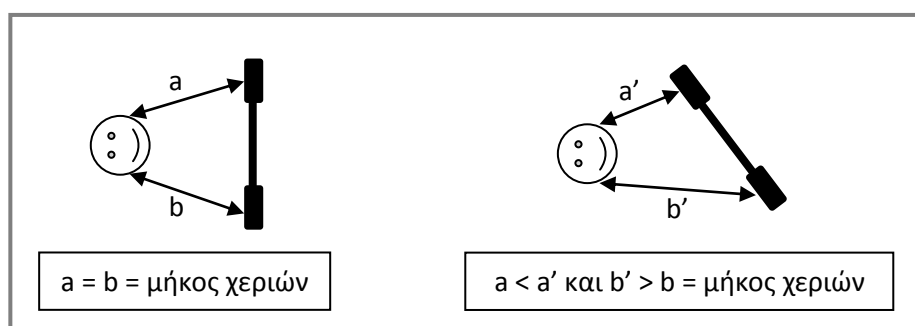 a
b
a = b = μήκος χεριών
a’
b’
a < a’ και b’ > b = μήκος χεριών